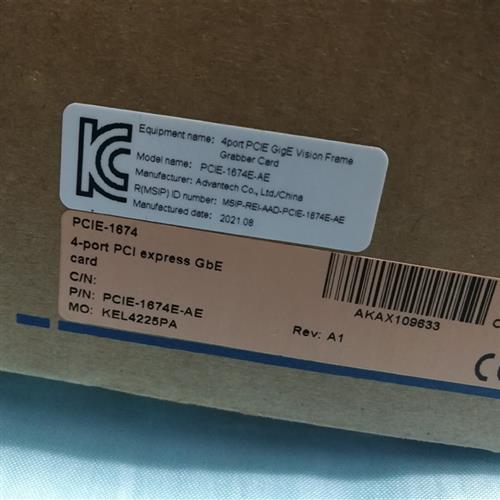 KC
Equipment name: 4port PCIE GigE Vision Frame
Grabber Card
Model name: PCIE-1674E-AE
Manufacturer: Advantech Co., Ltd./China
R(MSIP) ID number: MSIP-REI-AAD-PCIE-1674E-AE
Manufactured date: 2021.08
PCIE-1674
4-port PCI express GbE
card
C/N:
P/N: PCIE-1674E-AE
MO: KEL4225PA
Rev: A1
AKAX109633